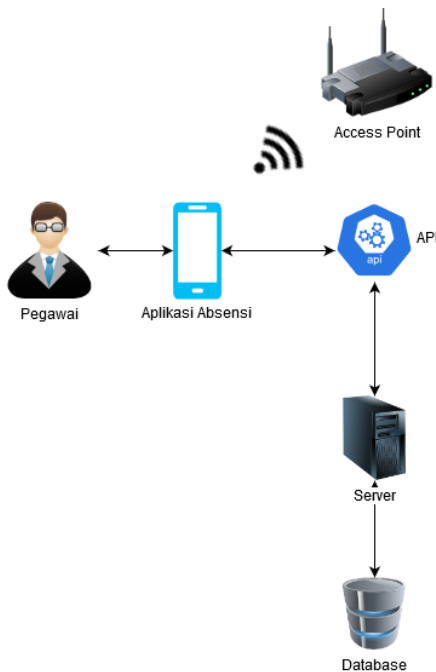 Access Point
API
api
Pegawai
Aplikasi Absensi
Server
Database